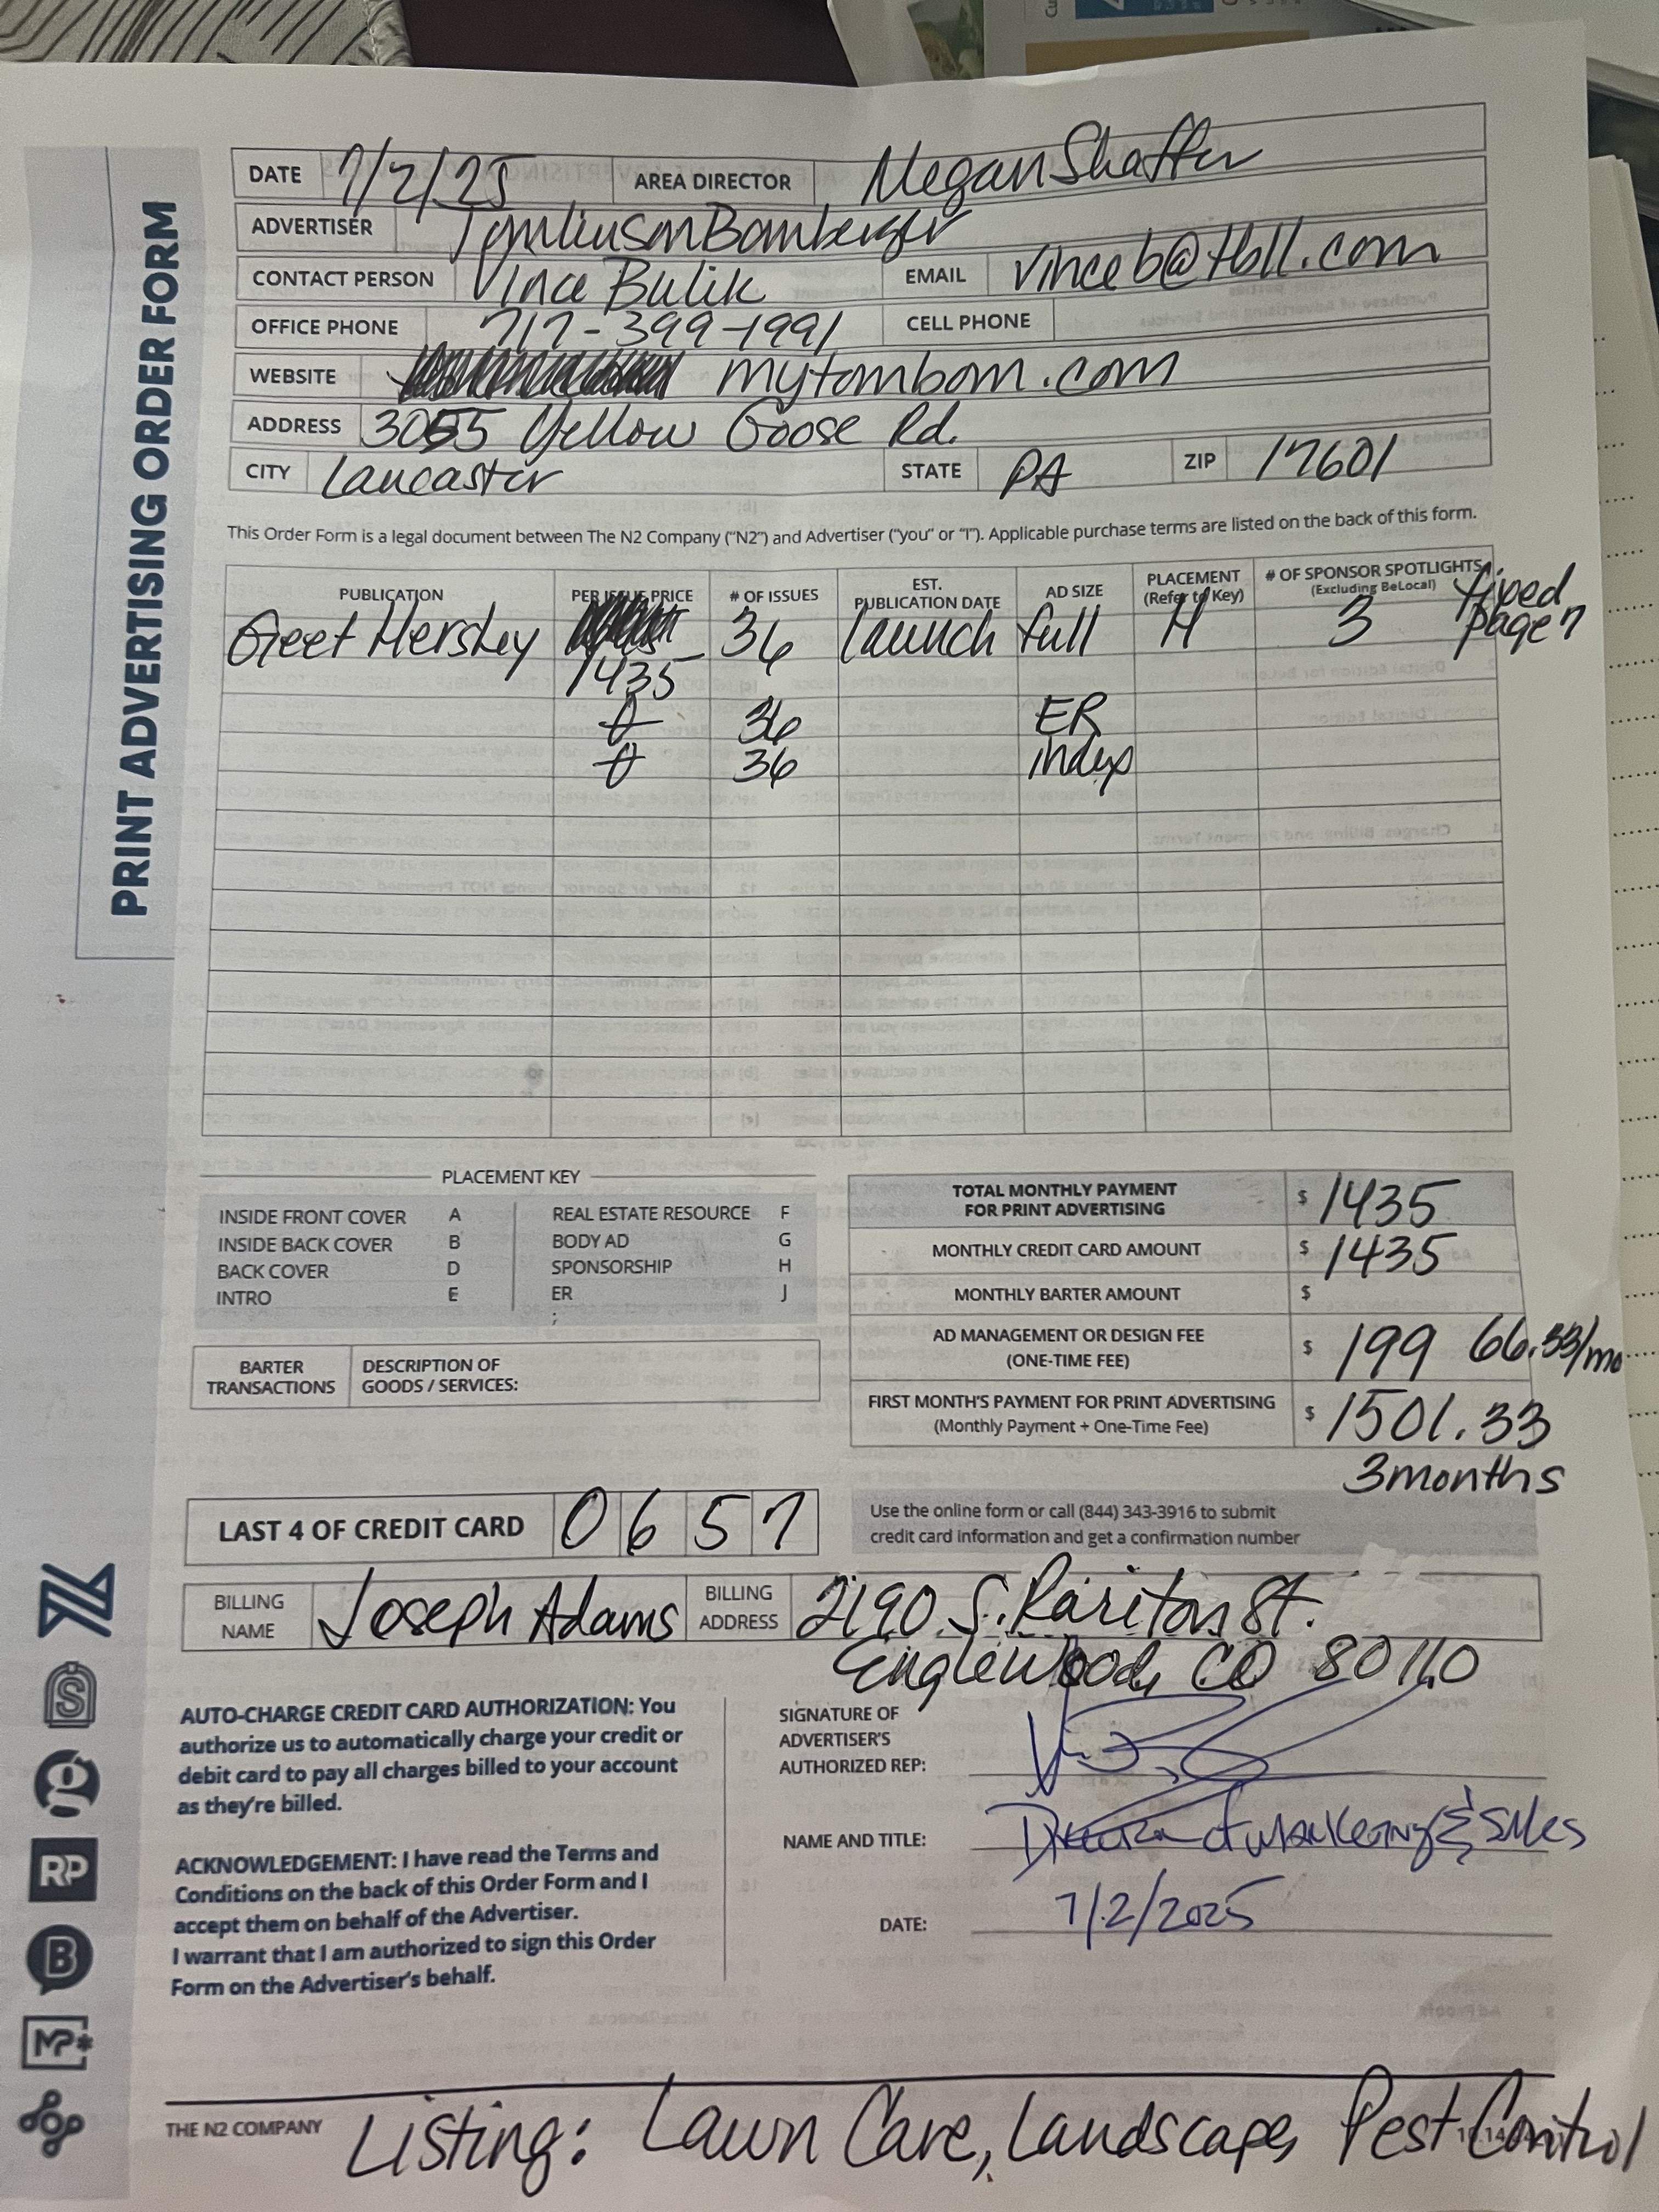 PRINT ADVERTISING ORDER FORM
DATE 7/2/25 AREA DIRECTOR Megan Shaffer
ADVERTISER Tomlinson Bomberger
CONTACT PERSON Vince Bulik EMAIL vinceb@tbll.com
OFFICE PHONE 717-399-1991 CELL PHONE
WEBSITE mytombom.com
ADDRESS 3055 Yellow Goose Rd.
CITY Lancaster STATE PA ZIP 17601
This Order Form is a legal document between The N2 Company ("N2") and Advertiser ("you" or "I"). Applicable purchase terms are listed on the back of this form.
PUBLICATION PER ISSUE PRICE # OF ISSUES EST. PUBLICATION DATE AD SIZE PLACEMENT (Refer to Key) # OF SPONSOR SPOTLIGHTS (Excluding BeLocal)
Greet Hershey 1435 36 launch full H 3 fixed page 7
0 36 ER
0 36 index
PLACEMENT KEY
INSIDE FRONT COVER A REAL ESTATE RESOURCE F
INSIDE BACK COVER B BODY AD G
BACK COVER D SPONSORSHIP H
INTRO E ER J
;
BARTER TRANSACTIONS DESCRIPTION OF GOODS / SERVICES:
TOTAL MONTHLY PAYMENT FOR PRINT ADVERTISING $ 1435
MONTHLY CREDIT CARD AMOUNT $ 1435
MONTHLY BARTER AMOUNT $
AD MANAGEMENT OR DESIGN FEE (ONE-TIME FEE) $ 199 66.33/mo
FIRST MONTH'S PAYMENT FOR PRINT ADVERTISING (Monthly Payment + One-Time Fee) $ 1501.33
3months
LAST 4 OF CREDIT CARD 0657
Use the online form or call (844) 343-3916 to submit
credit card information and get a confirmation number
BILLING NAME Joseph Adams BILLING ADDRESS 2190 S. Raritan St.
Englewood, CO 80110
AUTO-CHARGE CREDIT CARD AUTHORIZATION: You
authorize us to automatically charge your credit or
debit card to pay all charges billed to your account
as they're billed.
ACKNOWLEDGEMENT: I have read the Terms and
Conditions on the back of this Order Form and I
accept them on behalf of the Advertiser.
I warrant that I am authorized to sign this Order
Form on the Advertiser's behalf.
SIGNATURE OF
ADVERTISER'S
AUTHORIZED REP:
NAME AND TITLE: Director of Marketing & Sales
DATE: 7/2/2025
RP
B
MP*
THE N2 COMPANY
Listing: Lawn Care, Landscape, Pest Control